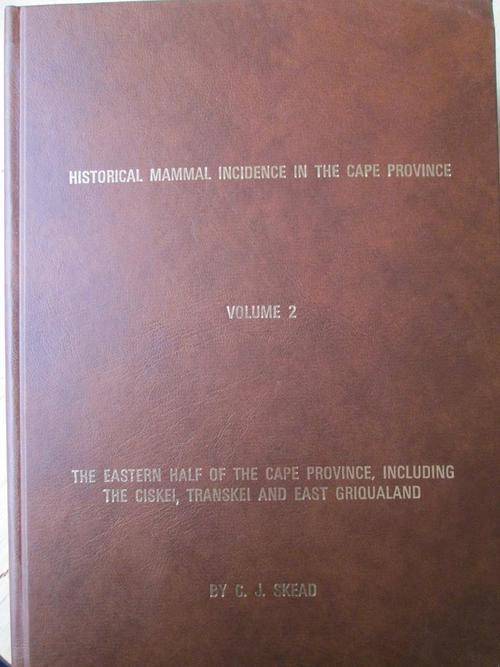 HISTORICAL MAMMAL INCIDENCE IN THE CAPE PROVINCE
VOLUME 2
THE EASTERN HALF OF THE CAPE PROVINCE, INCLUDING
THE CISKEI, TRANSKEI AND EAST GRIQUALAND
BY C. J. SKEAD